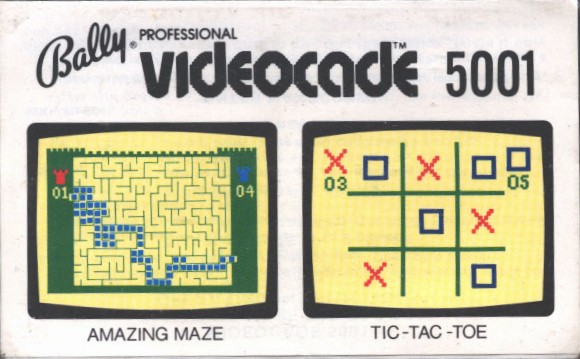 Bally® PROFESSIONAL
videocade™ 5001
01 04
03 05
AMAZING MAZE
TIC-TAC-TOE